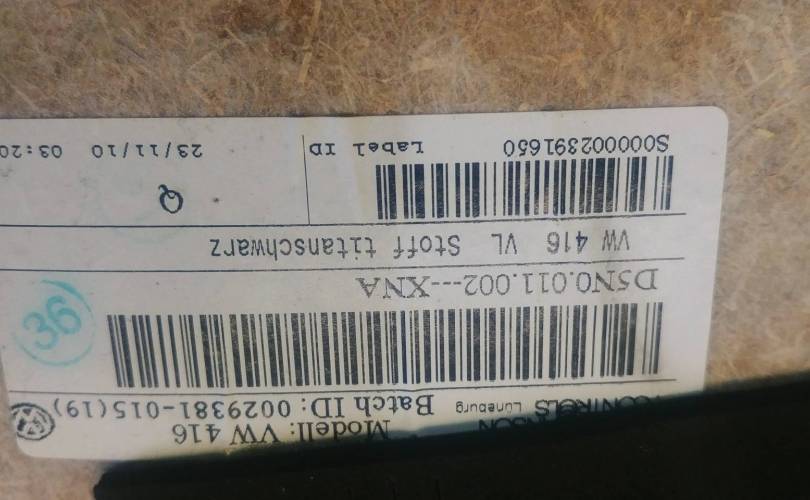 Modell: VW 416
CONTROLS Lüneburg Batch ID: 0029381-015(19)
36
D5N0.011.002---XNA
VW 416 VL Stoff titanschwarz
Q
S000002391650 Label ID 23/11/10 03:20